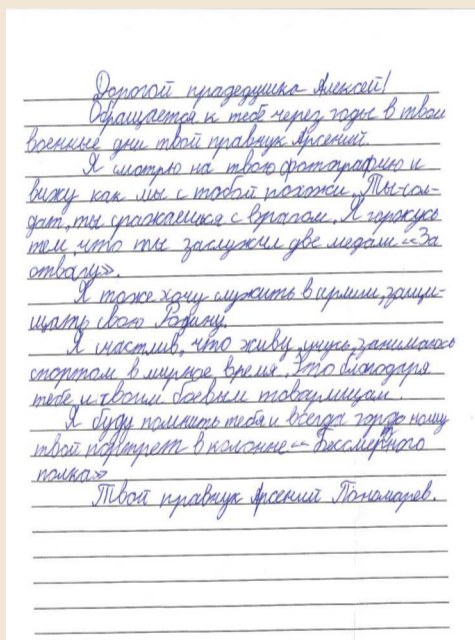 Дорогой прадедушка Алексей!
Обращается к тебе через годы в твои
военные дни твой правнук Арсений.
Я смотрю на твою фотографию и
вижу как мы с тобой похожи. Ты-сол-
дат, ты сражаешься с врагом. Я горжусь
тем, что ты заслужил две медали «За
отвагу».
Я тоже хочу служить в армии, защи-
щать свою Родину.
Я счастлив, что живу, учусь, занимаюсь
спортом в мирное время. Это благодаря
тебе и твоим боевым товарищам.
Я буду помнить тебя и всегда гордо ношу
твой портрет в колонне «Бессмертного
полка»
Твой правнук Арсений Пономарев.